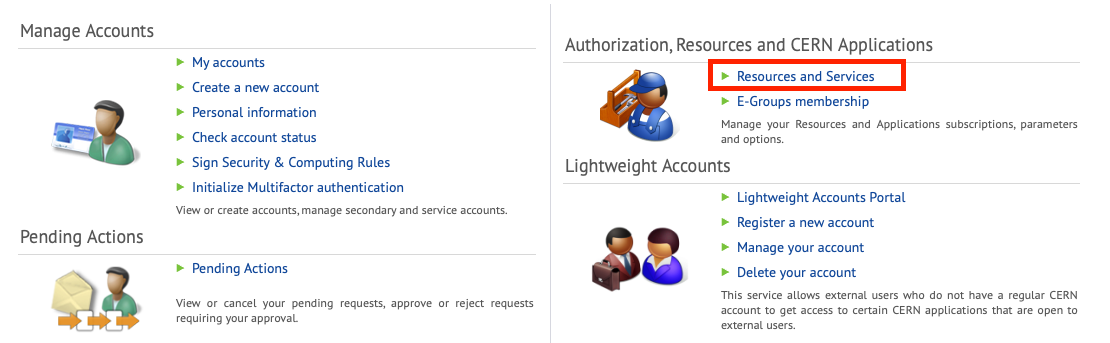 Manage Accounts
My accounts
Create a new account
Personal information
Check account status
Sign Security & Computing Rules
Initialize Multifactor authentication
View or create accounts, manage secondary and service accounts.
Pending Actions
Pending Actions
View or cancel your pending requests, approve or reject requests
requiring your approval.
Authorization, Resources and CERN Applications
Resources and Services
E-Groups membership
Manage your Resources and Applications subscriptions, parameters
and options.
Lightweight Accounts
Lightweight Accounts Portal
Register a new account
Manage your account
Delete your account
This service allows external users who do not have a regular CERN
account to get access to certain CERN applications that are open to
external users.